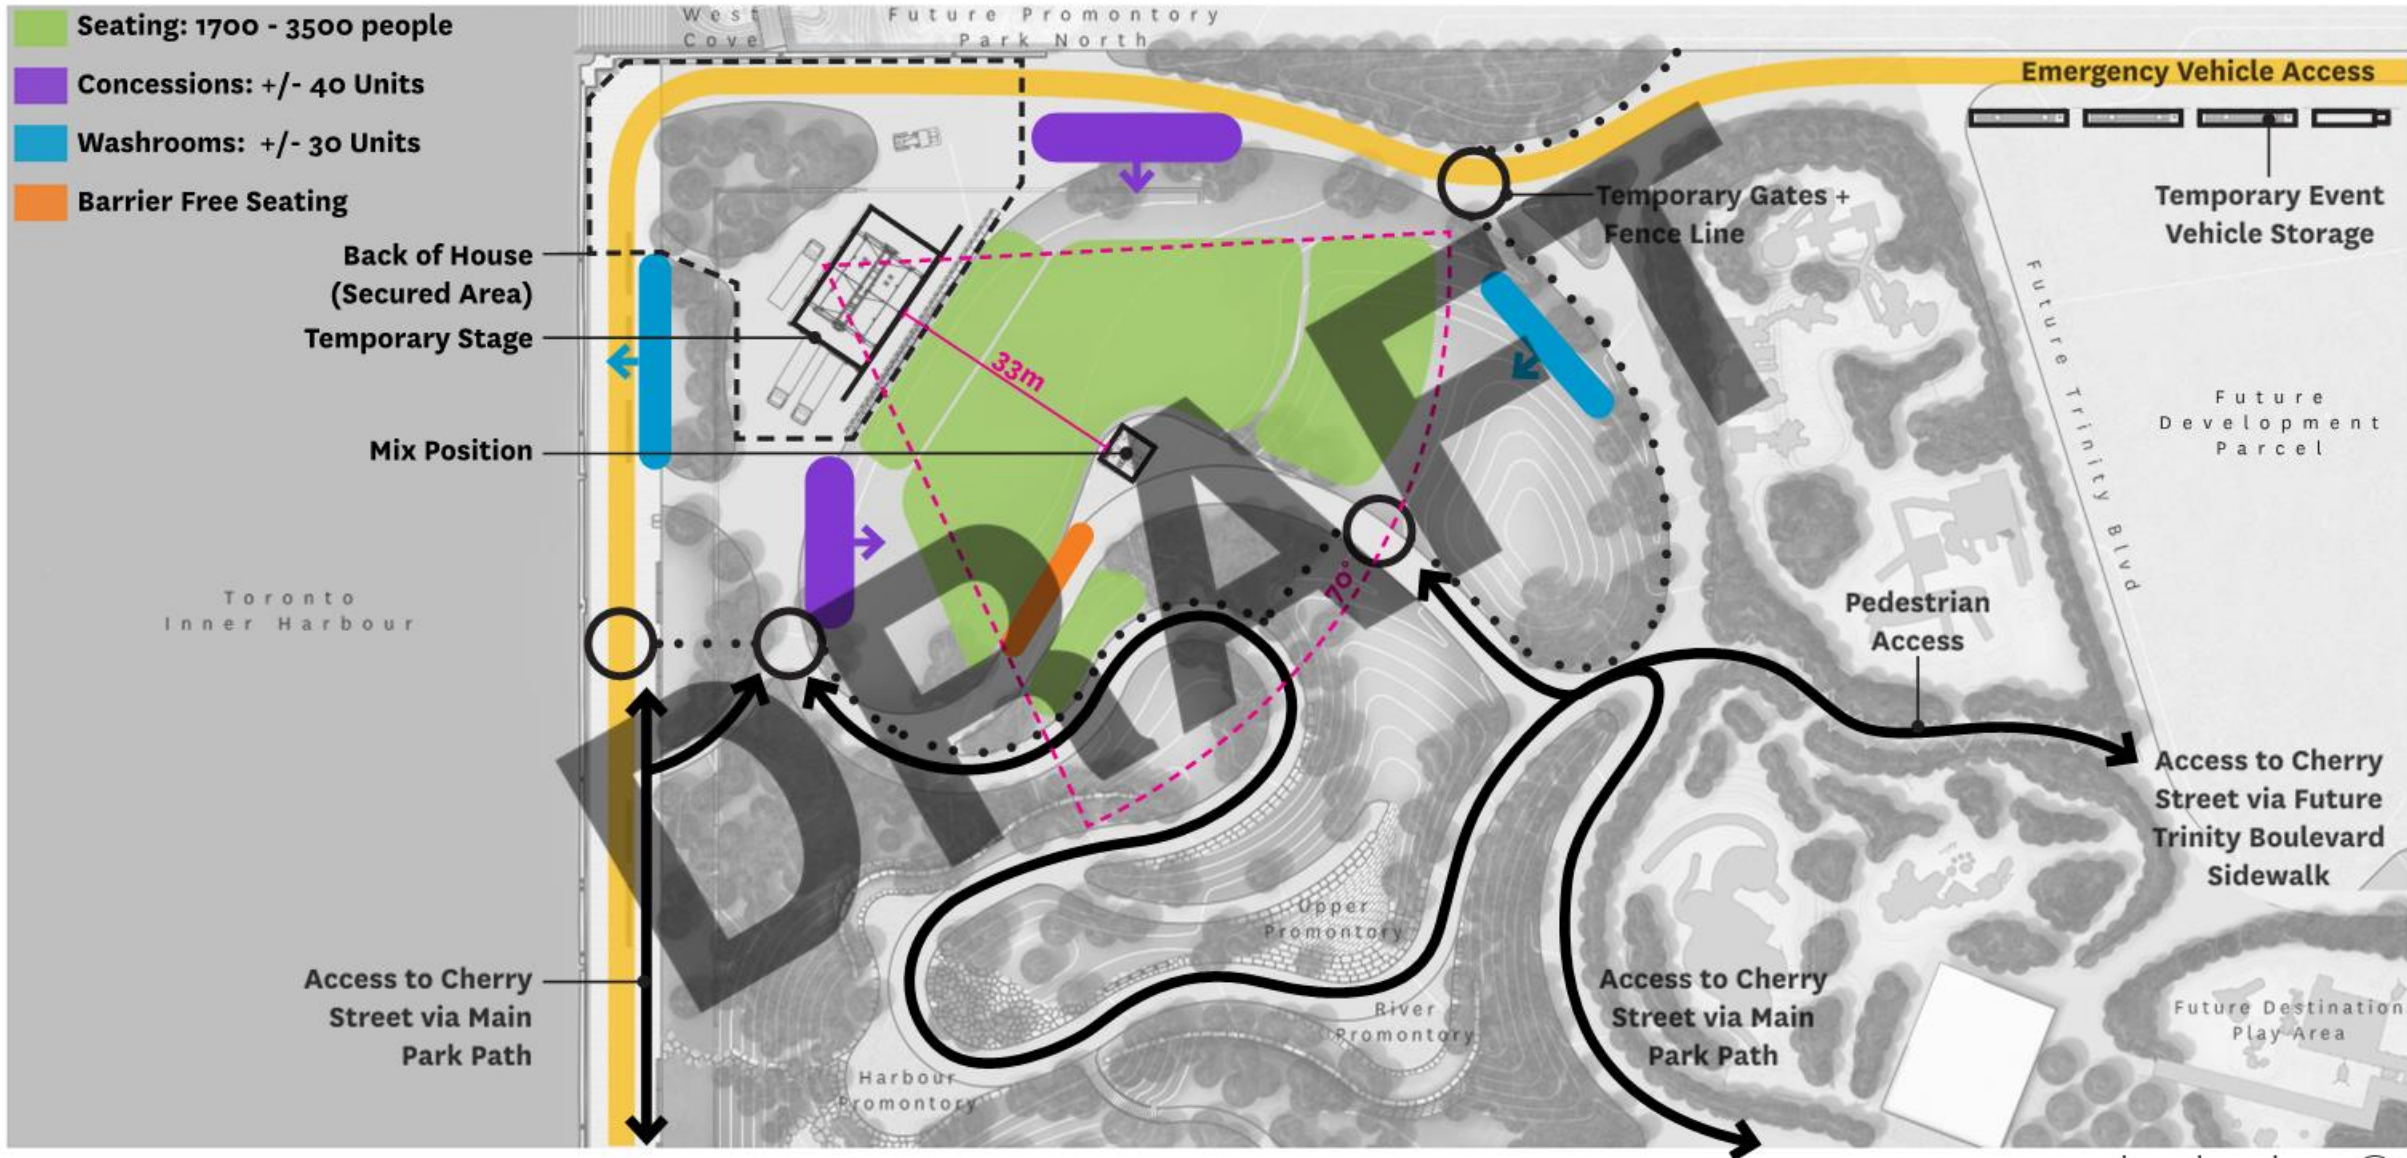 Seating: 1700 - 3500 people
Concessions: +/- 40 Units
Washrooms: +/- 30 Units
Barrier Free Seating
West
Cove
Future Promontory
Park North
Emergency Vehicle Access
Temporary Gates +
Fence Line
Temporary Event
Vehicle Storage
Back of House
(Secured Area)
Temporary Stage
Mix Position
33m
70°
Future Trinity Blvd
Future
Development
Parcel
Toronto
Inner Harbour
Pedestrian
Access
DRAFT
Access to Cherry
Street via Future
Trinity Boulevard
Sidewalk
Upper
Promontory
Access to Cherry
Street via Main
Park Path
Access to Cherry
Street via Main
Park Path
River
Promontory
Future Destination
Play Area
Harbour
Promontory